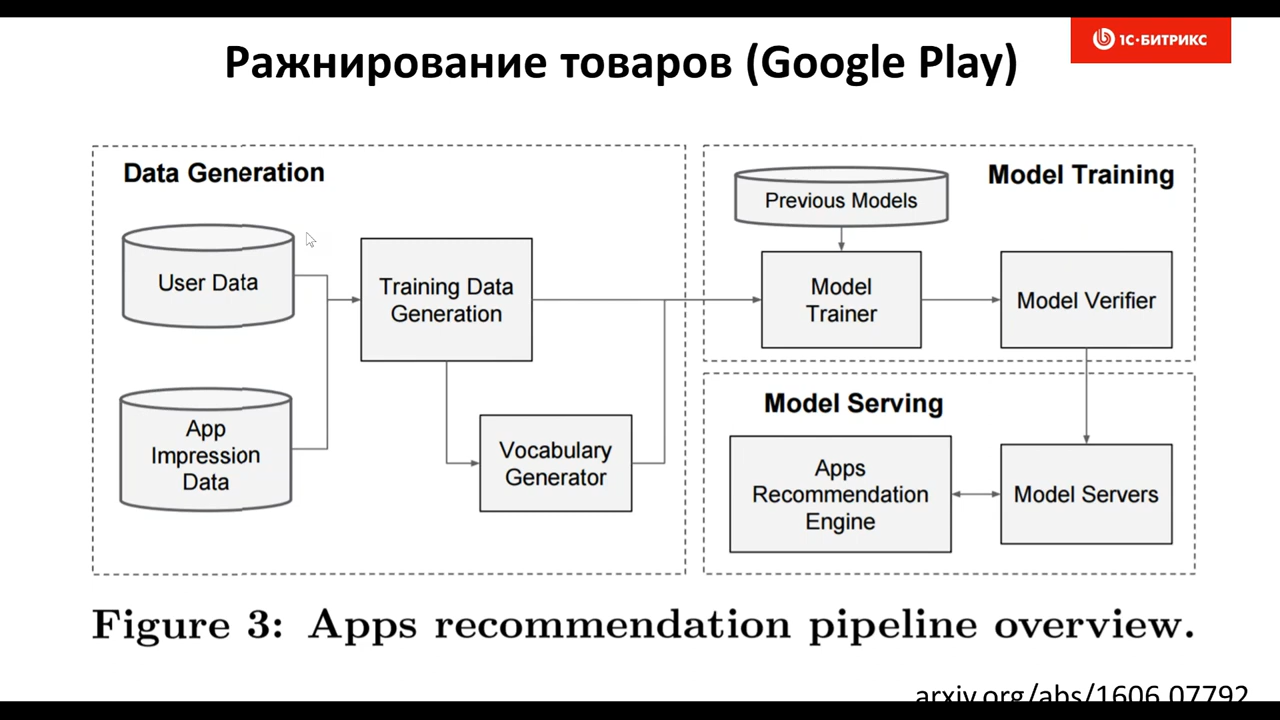 1С-БИТРИКС
Ражнирование товаров (Google Play)
Data Generation
User Data
App
Impression
Data
Training Data
Generation
Vocabulary
Generator
Model Training
Previous Models
Model
Trainer
Model Verifier
Model Serving
Apps
Recommendation
Engine
Model Servers
Figure 3: Apps recommendation pipeline overview.
arxiv.org/abs/1606.07792